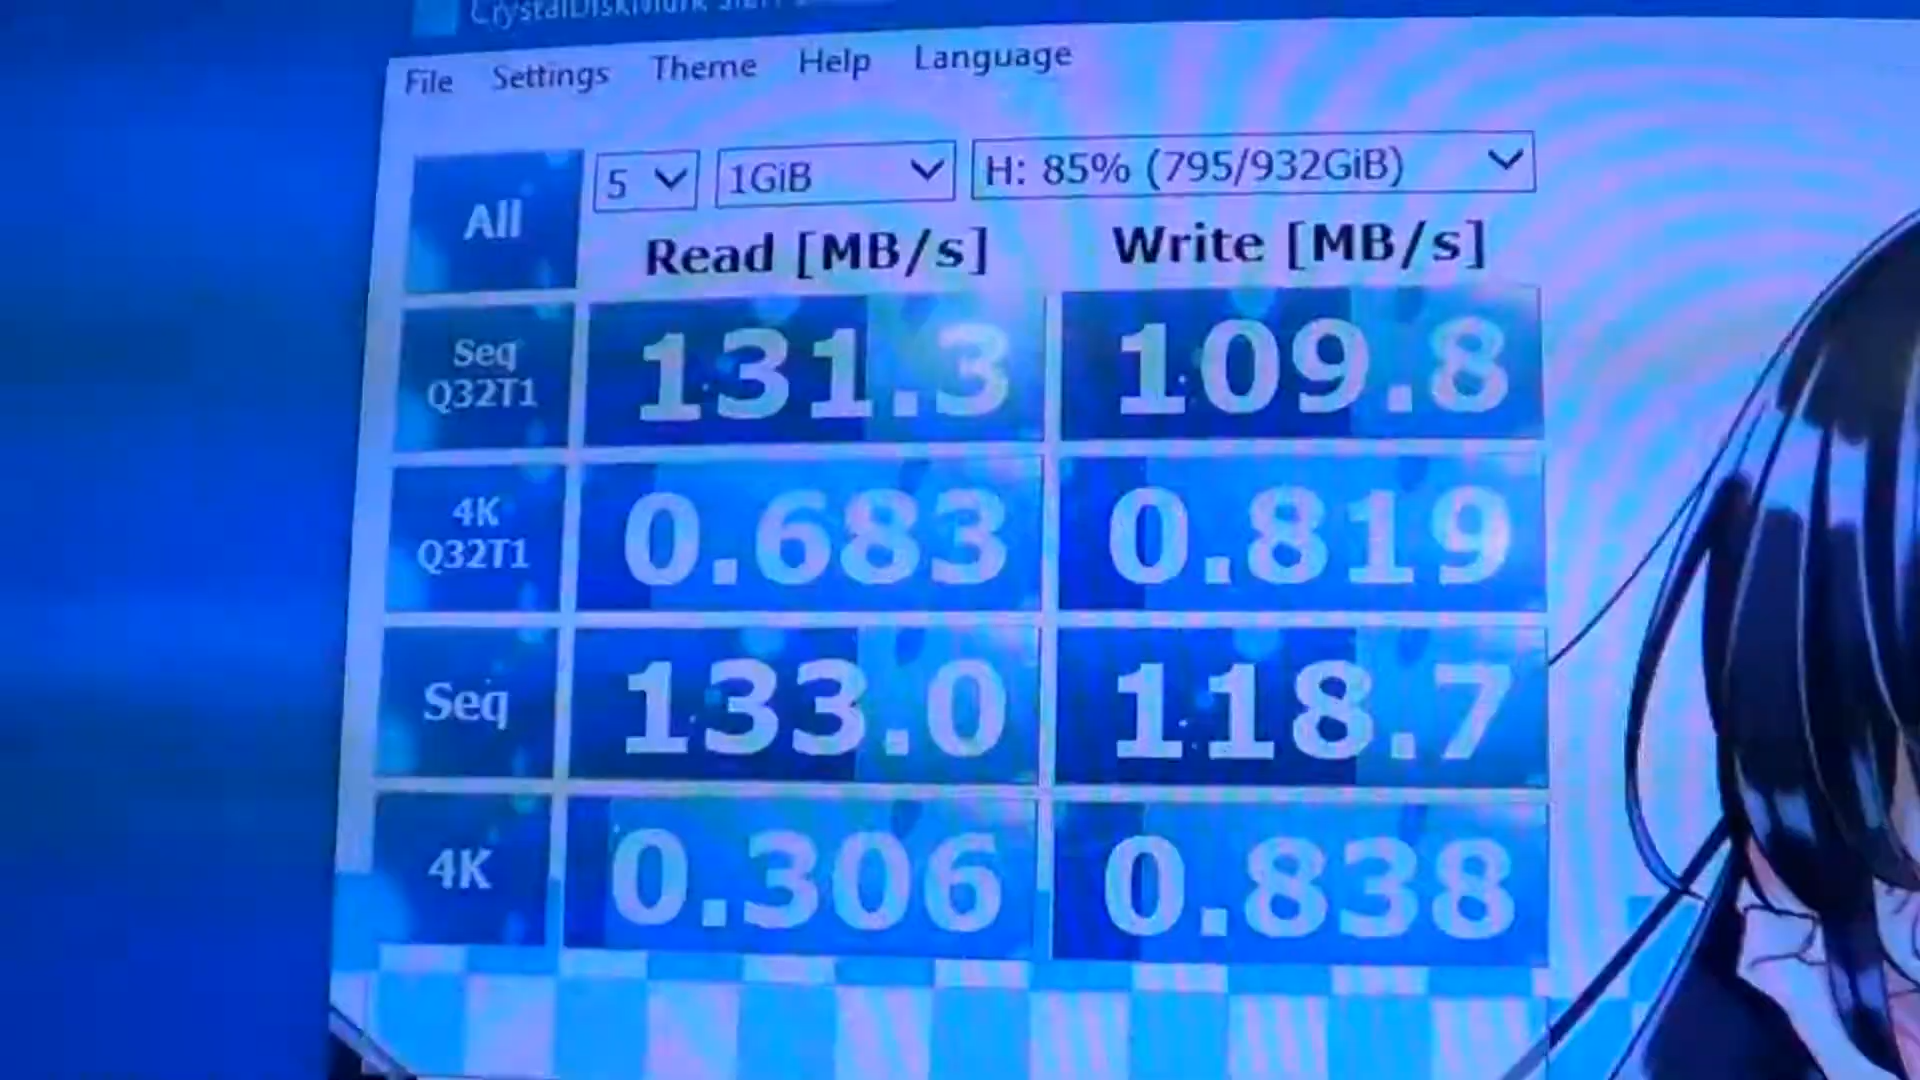 CrystalDiskMark
File Settings Theme Help Language
All 5 1GiB H: 85% (795/932GiB)
Read [MB/s] Write [MB/s]
Seq
Q32T1 131.3 109.8
4K
Q32T1 0.683 0.819
Seq 133.0 118.7
4K 0.306 0.838